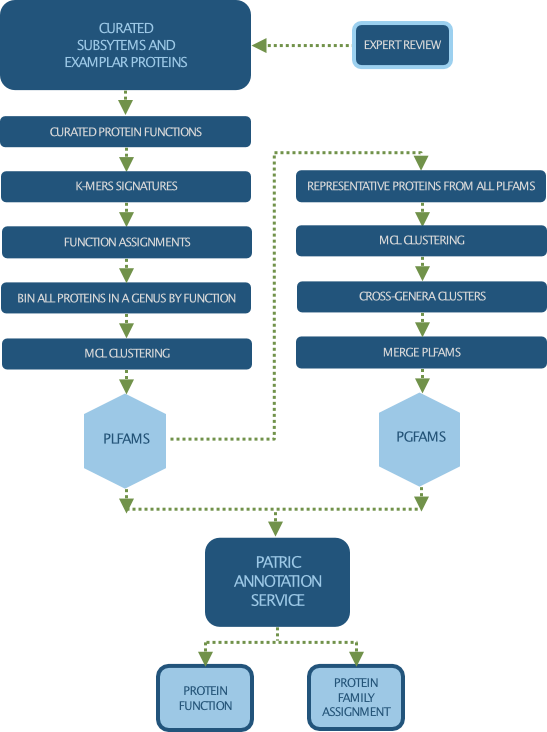 CURATED
SUBSYTEMS AND
EXAMPLAR PROTEINS
EXPERT REVIEW
CURATED PROTEIN FUNCTIONS
K-MERS SIGNATURES
FUNCTION ASSIGNMENTS
BIN ALL PROTEINS IN A GENUS BY FUNCTION
MCL CLUSTERING
PLFAMS
REPRESENTATIVE PROTEINS FROM ALL PLFAMS
MCL CLUSTERING
CROSS-GENERA CLUSTERS
MERGE PLFAMS
PGFAMS
PATRIC
ANNOTATION
SERVICE
PROTEIN
FUNCTION
PROTEIN
FAMILY
ASSIGNMENT